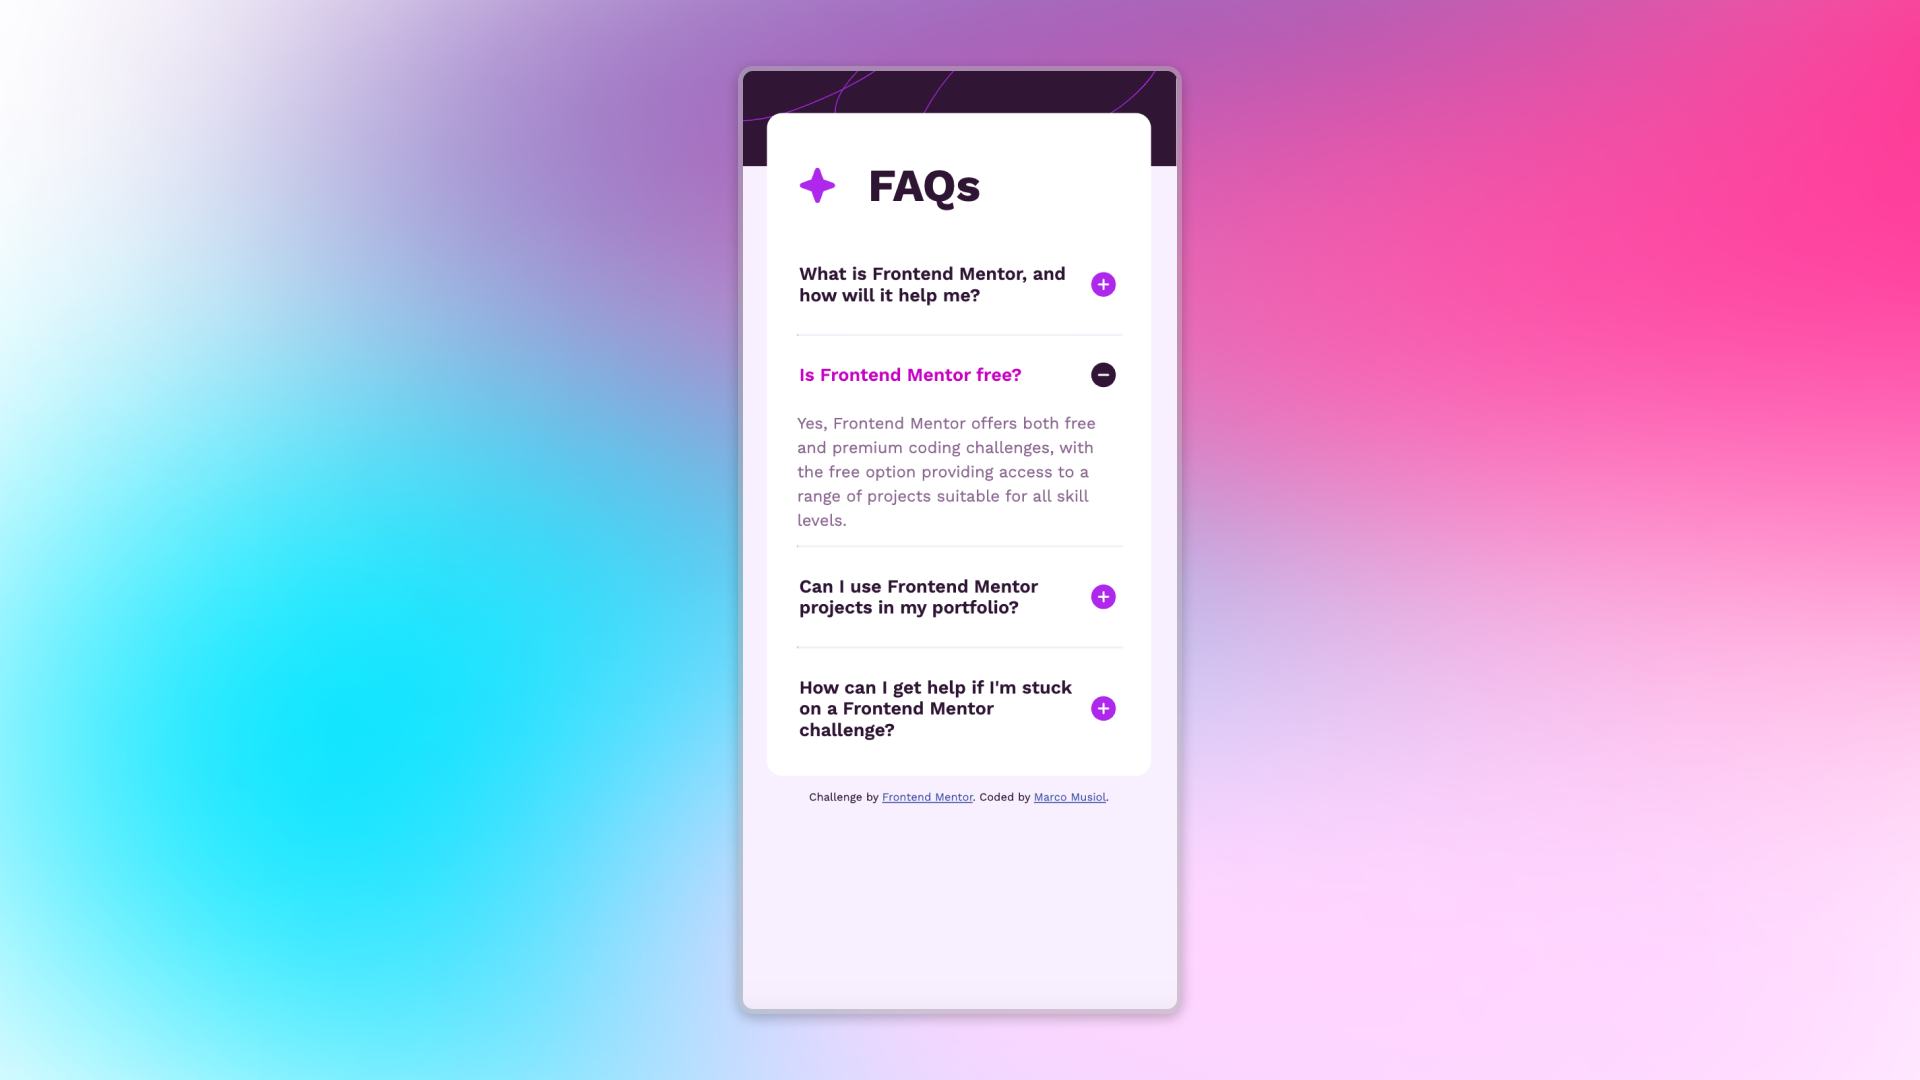 FAQs
What is Frontend Mentor, and
how will it help me?
Is Frontend Mentor free?
Yes, Frontend Mentor offers both free
and premium coding challenges, with
the free option providing access to a
range of projects suitable for all skill
levels.
Can I use Frontend Mentor
projects in my portfolio?
How can I get help if I'm stuck
on a Frontend Mentor
challenge?
Challenge by Frontend Mentor. Coded by Marco Musiol.